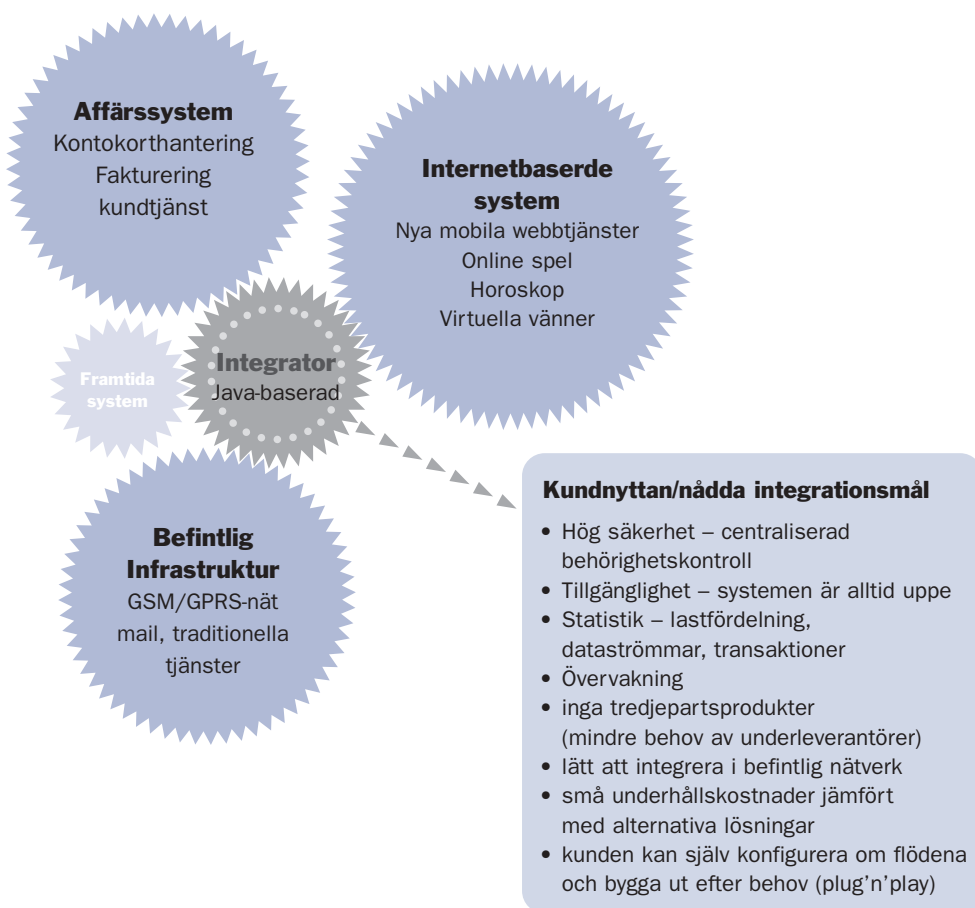 Affärssystem
Kontokorthantering
Fakturering
kundtjänst
Internetbaserde
system
Nya mobila webbtjänster
Online spel
Horoskop
Virtuella vänner
Integrator
Java-baserad
Framtida
system
Befintlig
Infrastruktur
GSM/GPRS-nät
mail, traditionella
tjänster
Kundnyttan/nådda integrationsmål
• Hög säkerhet – centraliserad
behörighetskontroll
• Tillgänglighet – systemen är alltid uppe
• Statistik – lastfördelning,
dataströmmar, transaktioner
• Övervakning
• inga tredjepartsprodukter
(mindre behov av underleverantörer)
• lätt att integrera i befintlig nätverk
• små underhållskostnader jämfört
med alternativa lösningar
• kunden kan själv konfigurera om flödena
och bygga ut efter behov (plug’n’play)